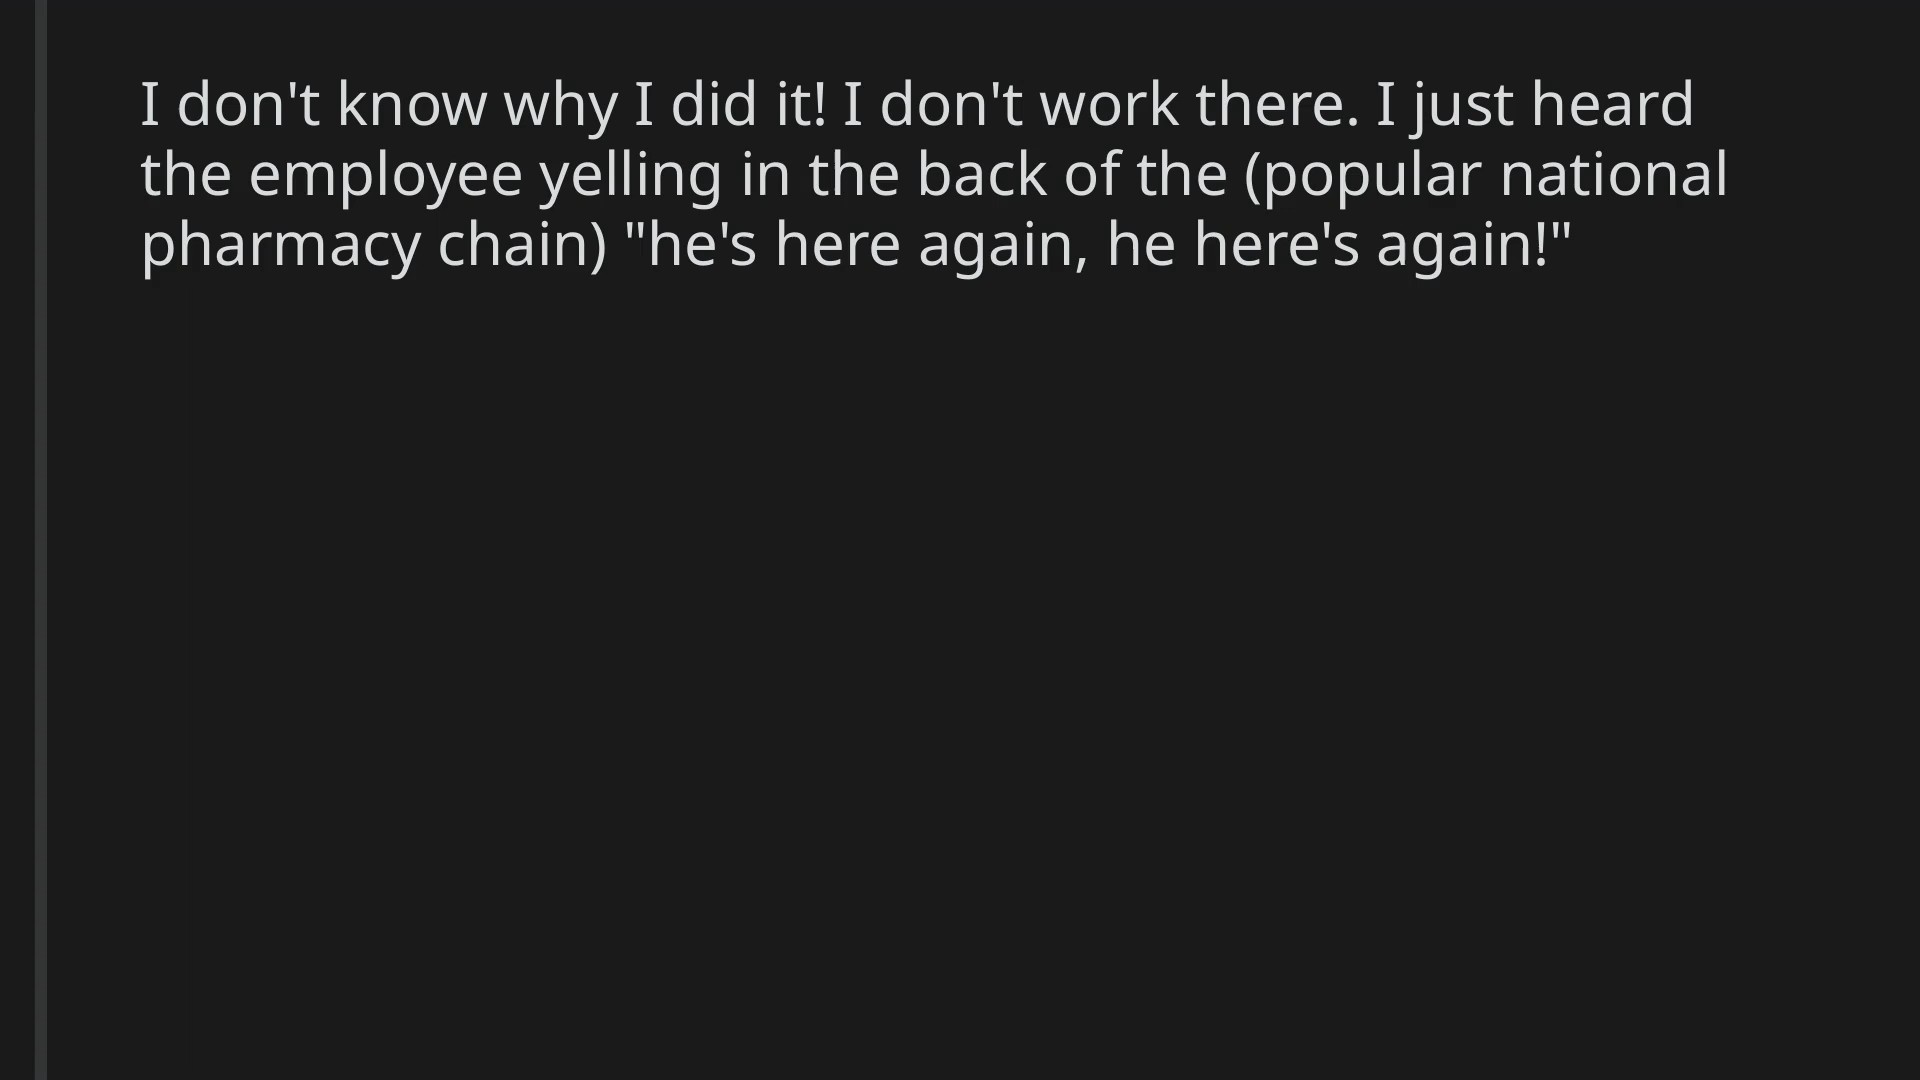 I don't know why I did it! I don't work there. I just heard
the employee yelling in the back of the (popular national
pharmacy chain) "he's here again, he here's again!"